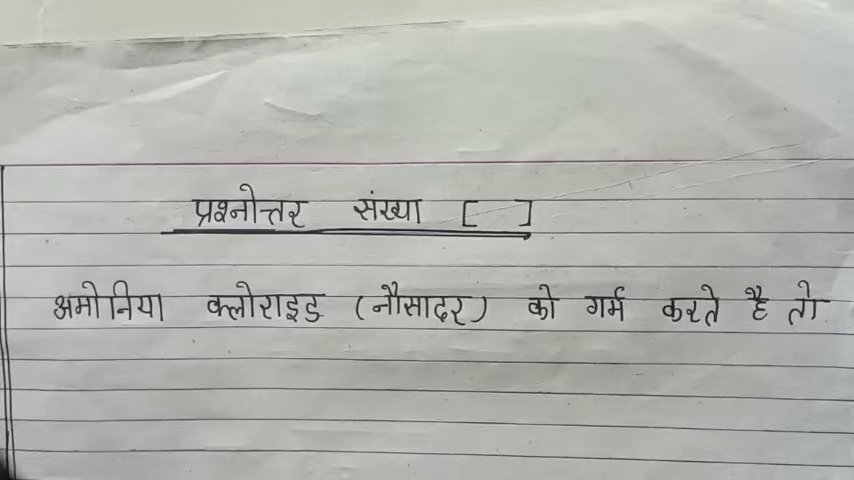 प्रश्नोत्तर संख्या [ ]
अमोनिया क्लोराइड (नौसादर) को गर्म करते है तो